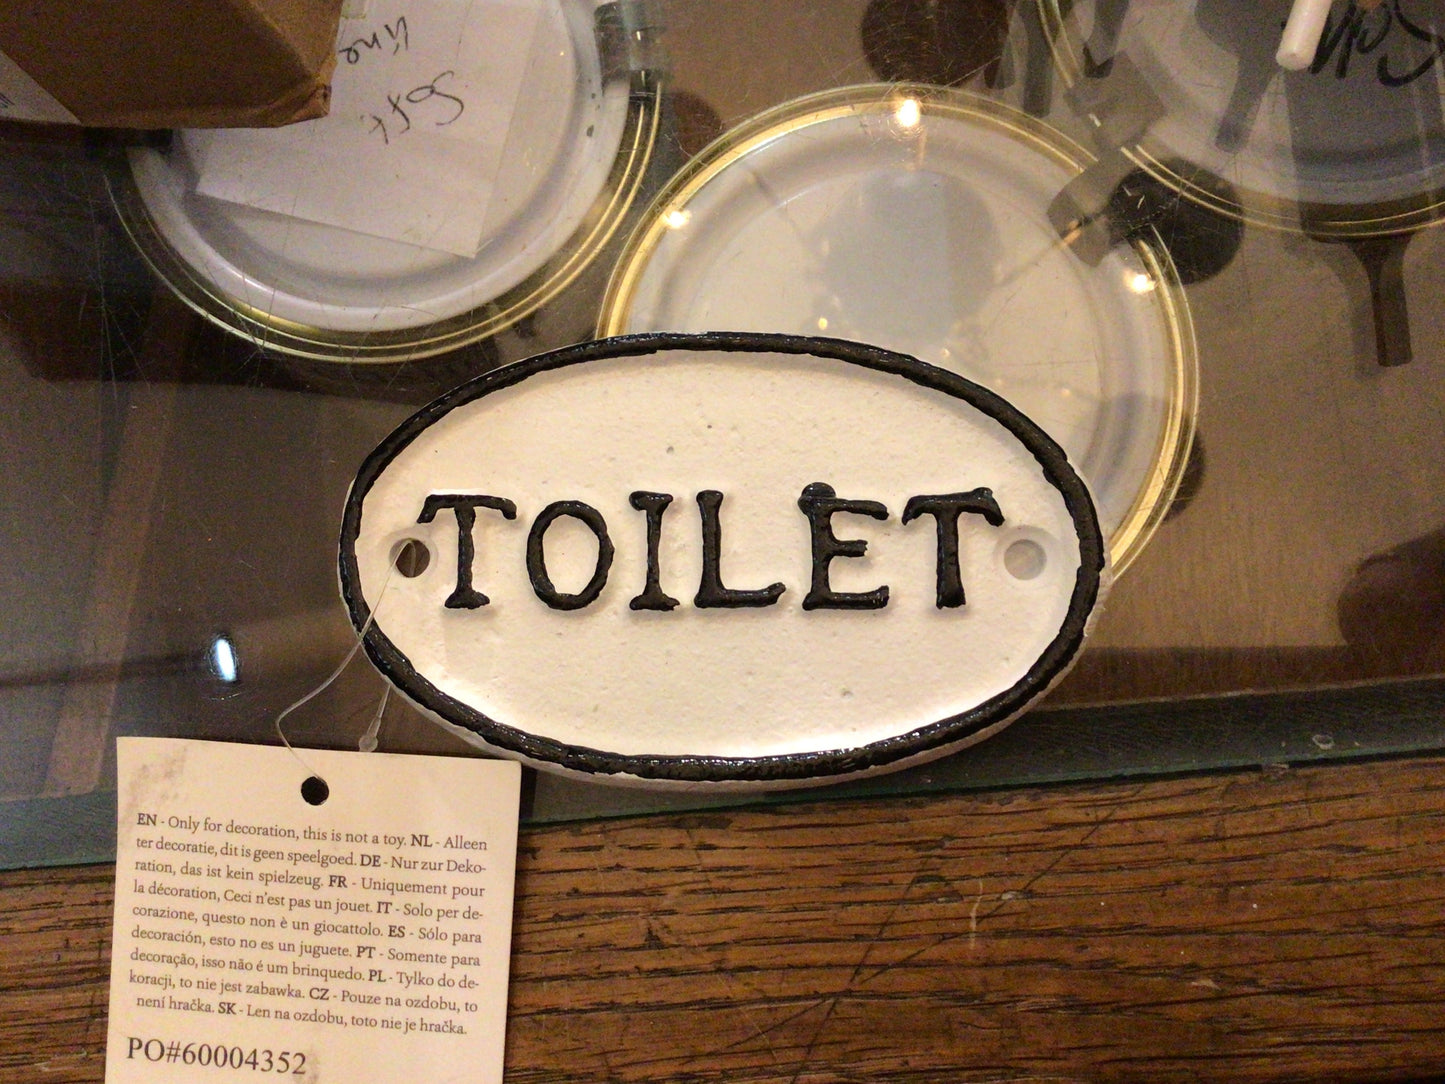 TOILET
EN - Only for decoration, this is not a toy. NL - Alleen
ter decoratie, dit is geen speelgoed. DE - Nur zur Deko-
ration, das ist kein spielzeug. FR - Uniquement pour
la décoration, Ceci n'est pas un jouet. IT - Solo per de-
corazione, questo non è un giocattolo. ES - Sólo para
decoración, esto no es un juguete. PT - Somente para
decoração, isso não é um brinquedo. PL - Tylko do de-
koracji, to nie jest zabawka. CZ - Pouze na ozdobu, to
není hračka. SK - Len na ozdobu, toto nie je hračka.
PO#60004352